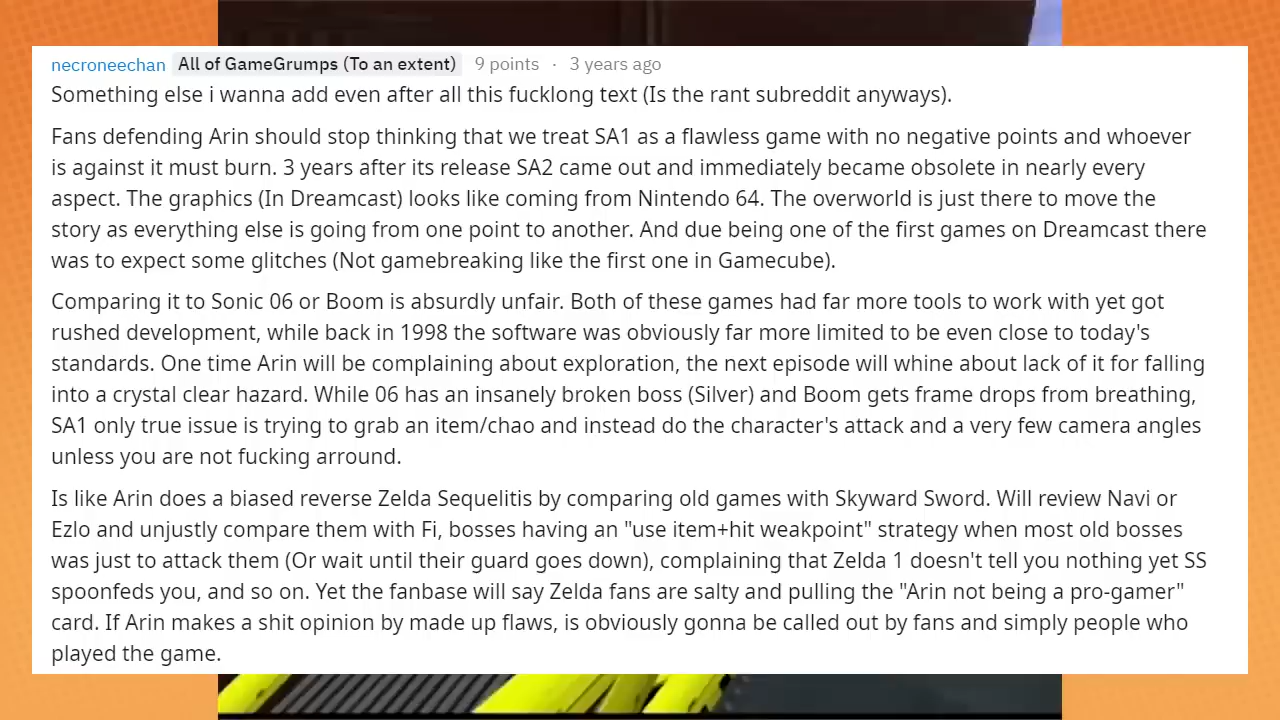 necroneechan All of GameGrumps (To an extent) 9 points · 3 years ago
Something else i wanna add even after all this fucklong text (Is the rant subreddit anyways).
Fans defending Arin should stop thinking that we treat SA1 as a flawless game with no negative points and whoever
is against it must burn. 3 years after its release SA2 came out and immediately became obsolete in nearly every
aspect. The graphics (In Dreamcast) looks like coming from Nintendo 64. The overworld is just there to move the
story as everything else is going from one point to another. And due being one of the first games on Dreamcast there
was to expect some glitches (Not gamebreaking like the first one in Gamecube).
Comparing it to Sonic 06 or Boom is absurdly unfair. Both of these games had far more tools to work with yet got
rushed development, while back in 1998 the software was obviously far more limited to be even close to today's
standards. One time Arin will be complaining about exploration, the next episode will whine about lack of it for falling
into a crystal clear hazard. While 06 has an insanely broken boss (Silver) and Boom gets frame drops from breathing,
SA1 only true issue is trying to grab an item/chao and instead do the character's attack and a very few camera angles
unless you are not fucking arround.
Is like Arin does a biased reverse Zelda Sequelitis by comparing old games with Skyward Sword. Will review Navi or
Ezlo and unjustly compare them with Fi, bosses having an "use item+hit weakpoint" strategy when most old bosses
was just to attack them (Or wait until their guard goes down), complaining that Zelda 1 doesn't tell you nothing yet SS
spoonfeds you, and so on. Yet the fanbase will say Zelda fans are salty and pulling the "Arin not being a pro-gamer"
card. If Arin makes a shit opinion by made up flaws, is obviously gonna be called out by fans and simply people who
played the game.